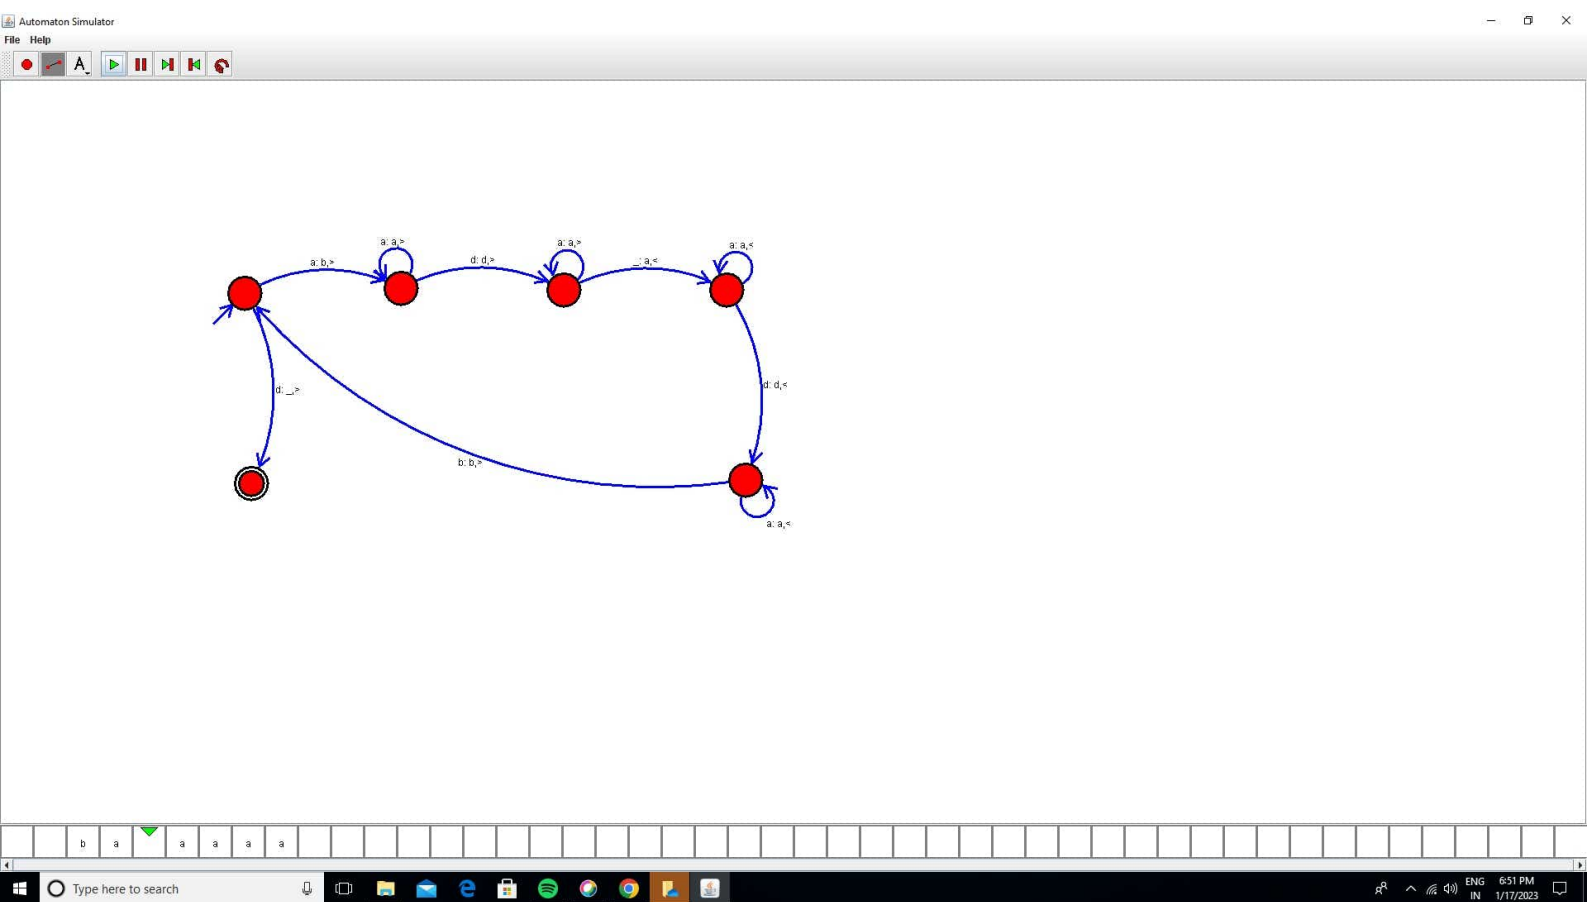 Automaton Simulator
File Help
A
a: a,>
a: a,>
a: a,<
a: b,>
d: d,>
_: a,<
d: d,<
d: _,>
b: b,>
a: a,<
b a a a a a
Type here to search
ENG
IN
6:51 PM
1/17/2023